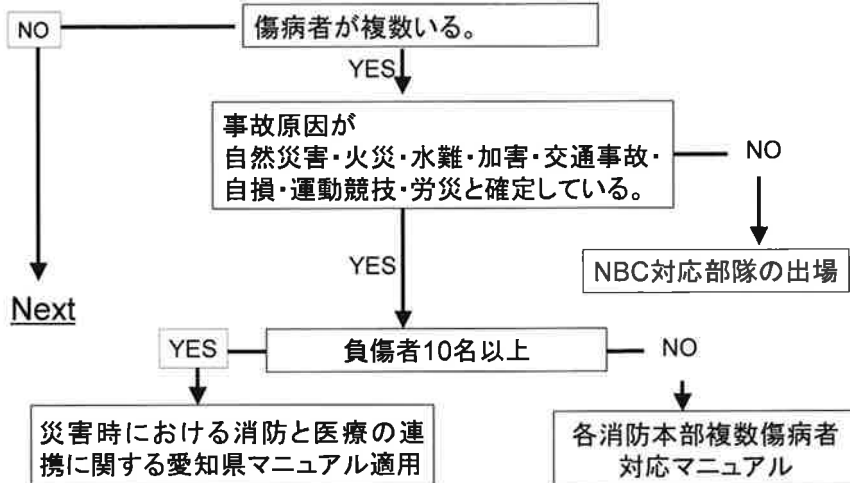 NO
傷病者が複数いる。
YES
事故原因が
自然災害・火災・水難・加害・交通事故・
自損・運動競技・労災と確定している。
NO
YES
NBC対応部隊の出場
Next
YES
負傷者10名以上
NO
災害時における消防と医療の連
携に関する愛知県マニュアル適用
各消防本部複数傷病者
対応マニュアル